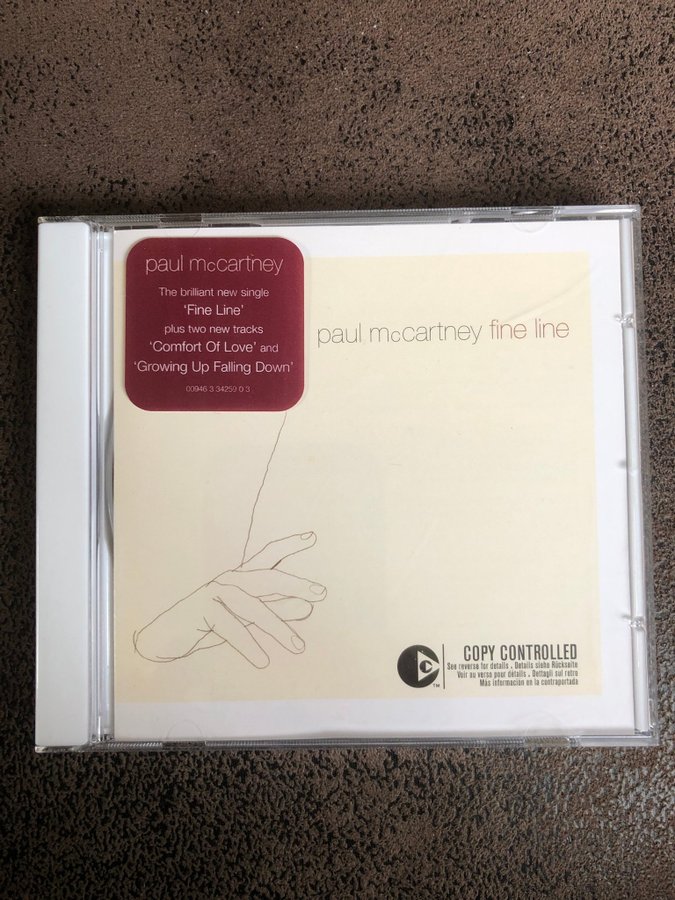 paul mccartney
The brilliant new single
'Fine Line'
plus two new tracks
'Comfort Of Love' and
'Growing Up Falling Down'
00946 3 34259 0 3
paul mccartney fine line
COPY CONTROLLED
See reverse for details . Details siehe Rückseite
Voir au verso pour détails . Dettagli sul retro
Más información en la contraportada
TM